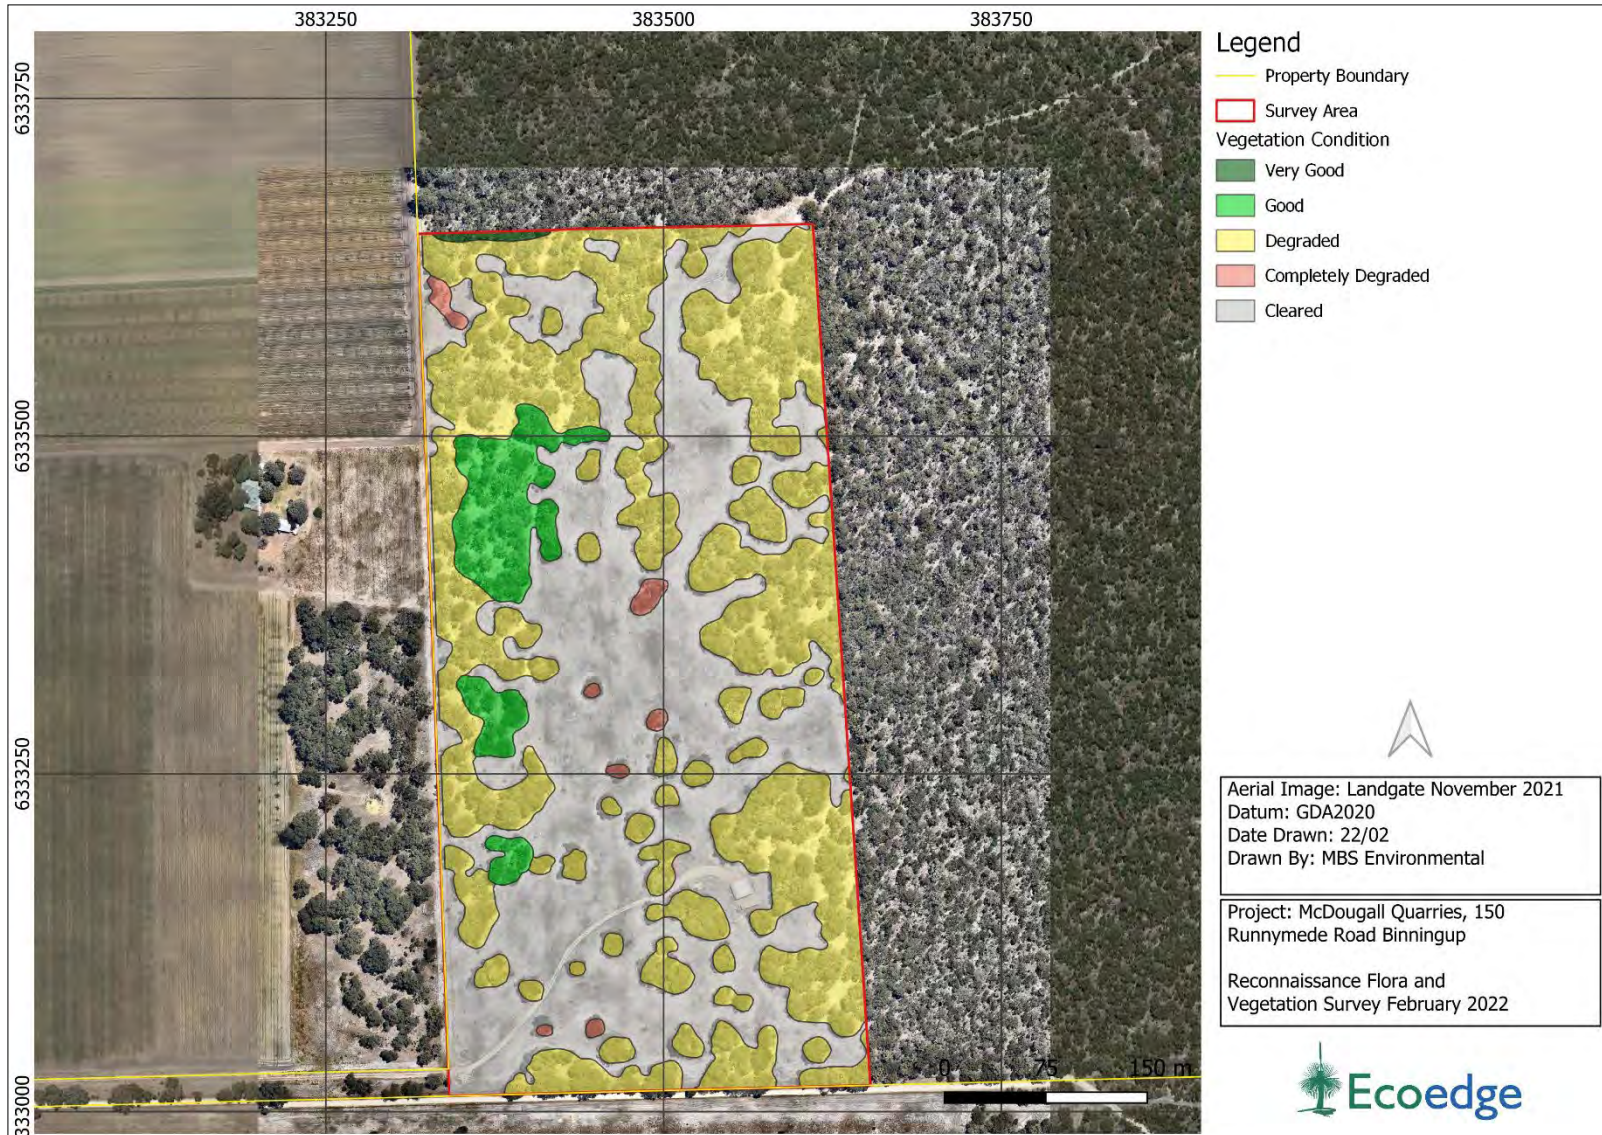 383250
383500
383750
6333750
6333500
6333250
6333000
Legend
Property Boundary
Survey Area
Vegetation Condition
Very Good
Good
Degraded
Completely Degraded
Cleared
Aerial Image: Landgate November 2021
Datum: GDA2020
Date Drawn: 22/02
Drawn By: MBS Environmental
Project: McDougall Quarries, 150
Runnymede Road Binningup
Reconnaissance Flora and
Vegetation Survey February 2022
0 75 150 m
Ecoedge